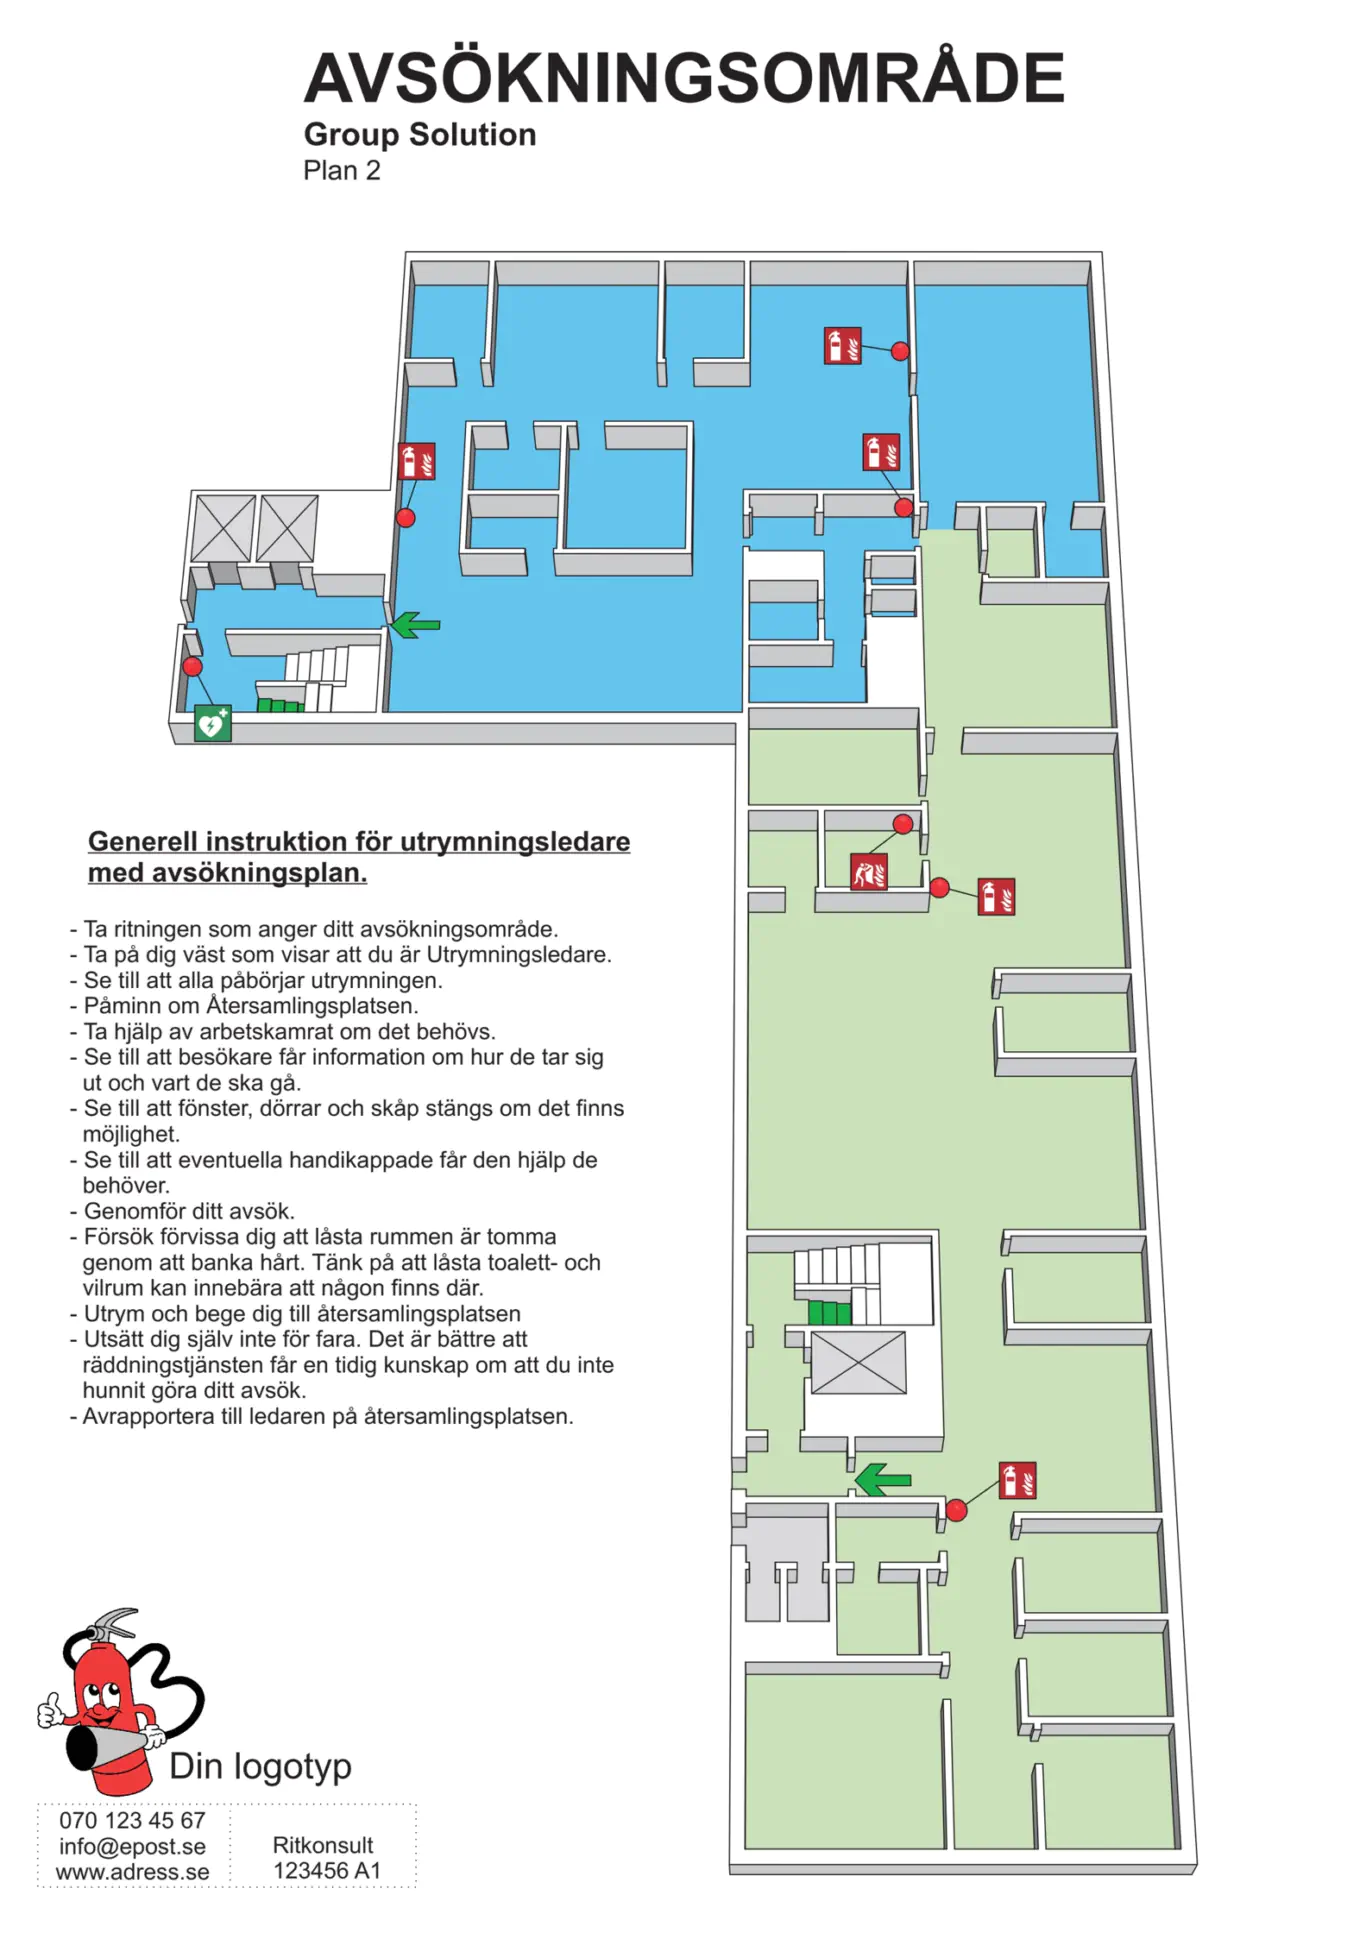 AVSÖKNINGSOMRÅDE
Group Solution
Plan 2
Generell instruktion för utrymningsledare
med avsökningsplan.
- Ta ritningen som anger ditt avsökningsområde.
- Ta på dig väst som visar att du är Utrymningsledare.
- Se till att alla påbörjar utrymningen.
- Påminn om Återsamlingsplatsen.
- Ta hjälp av arbetskamrat om det behövs.
- Se till att besökare får information om hur de tar sig
ut och vart de ska gå.
- Se till att fönster, dörrar och skåp stängs om det finns
möjlighet.
- Se till att eventuella handikappade får den hjälp de
behöver.
- Genomför ditt avsök.
- Försök förvissa dig att låsta rummen är tomma
genom att banka hårt. Tänk på att låsta toalett- och
vilrum kan innebära att någon finns där.
- Utrym och bege dig till återsamlingsplatsen
- Utsätt dig själv inte för fara. Det är bättre att
räddningstjänsten får en tidig kunskap om att du inte
hunnit göra ditt avsök.
- Avrapportera till ledaren på återsamlingsplatsen.
Din logotyp
070 123 45 67
info@epost.se
www.adress.se
Ritkonsult
123456 A1